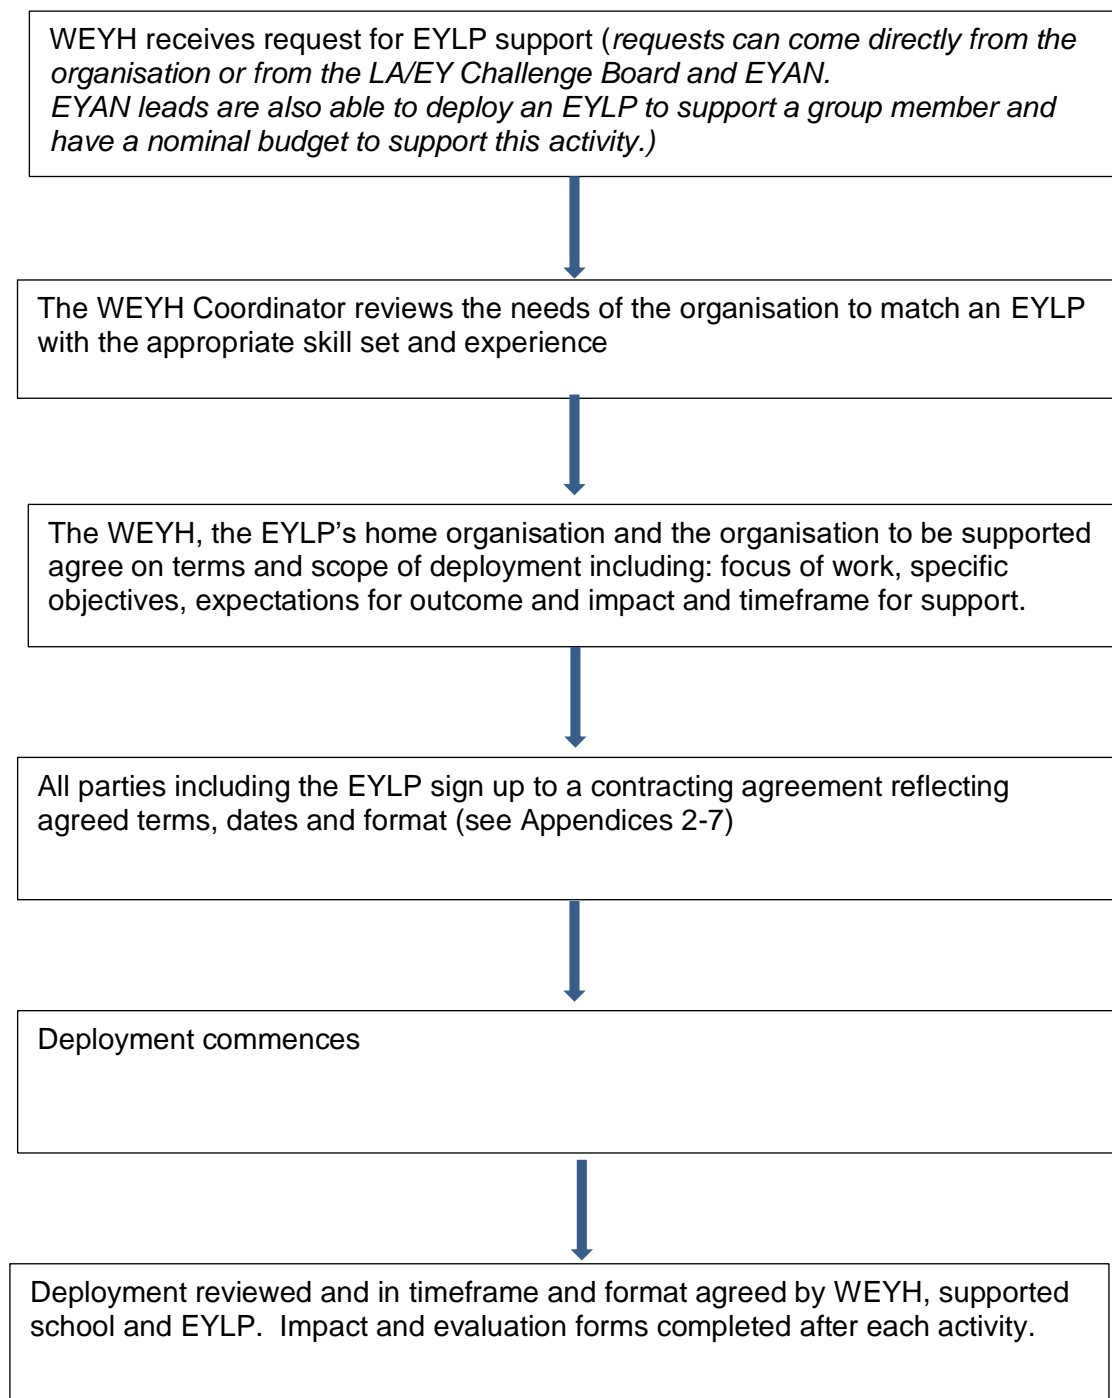 WEYH receives request for EYLP support (requests can come directly from the
organisation or from the LA/EY Challenge Board and EYAN.
EYAN leads are also able to deploy an EYLP to support a group member and
have a nominal budget to support this activity.)
The WEYH Coordinator reviews the needs of the organisation to match an EYLP
with the appropriate skill set and experience
The WEYH, the EYLP’s home organisation and the organisation to be supported
agree on terms and scope of deployment including: focus of work, specific
objectives, expectations for outcome and impact and timeframe for support.
All parties including the EYLP sign up to a contracting agreement reflecting
agreed terms, dates and format (see Appendices 2-7)
Deployment commences
Deployment reviewed and in timeframe and format agreed by WEYH, supported
school and EYLP.  Impact and evaluation forms completed after each activity.